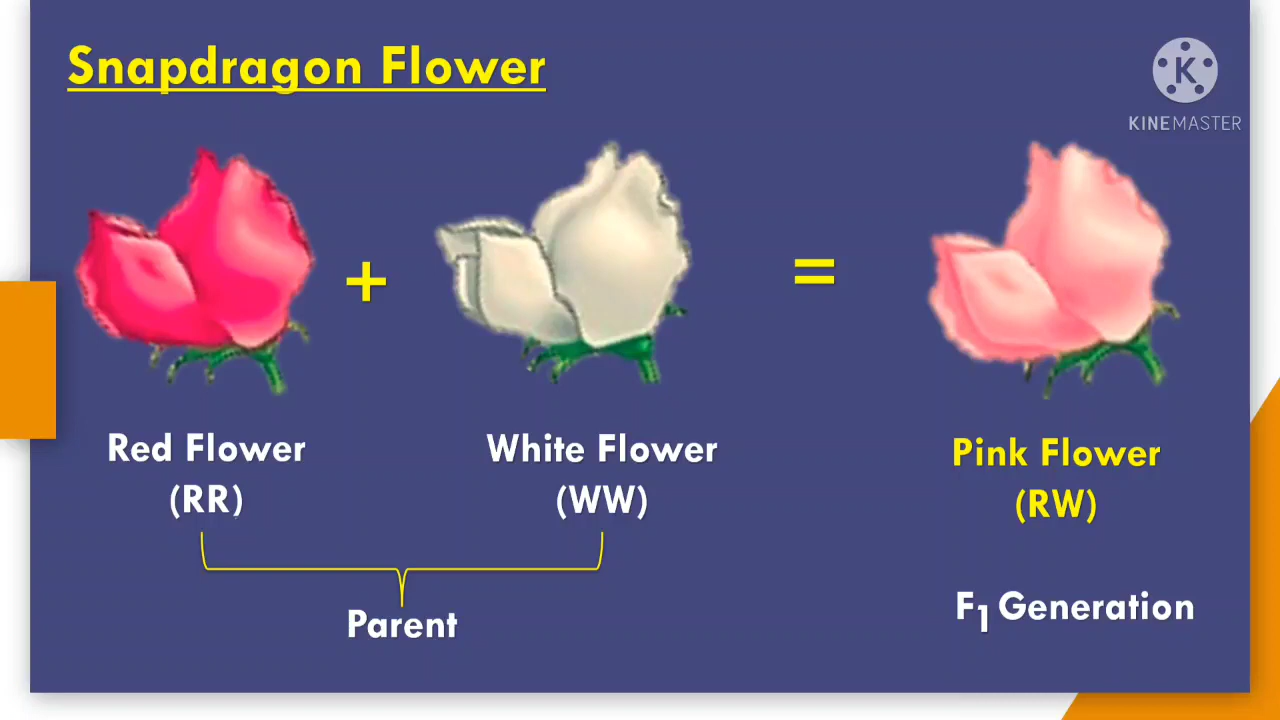 Snapdragon Flower
K
KINEMASTER
+
=
Red Flower
(RR)
White Flower
(WW)
Pink Flower
(RW)
Parent
F1 Generation